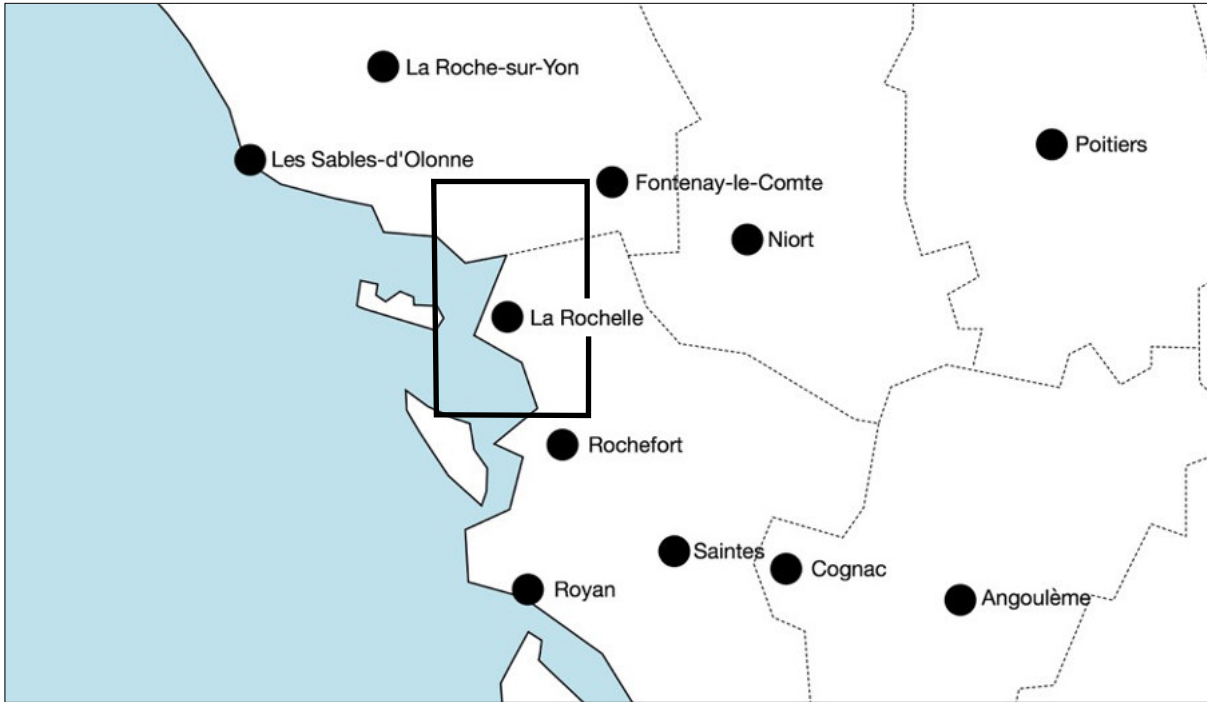 La Roche-sur-Yon
Poitiers
Les Sables-d'Olonne
Fontenay-le-Comte
Niort
La Rochelle
Rochefort
Saintes
Cognac
Royan
Angoulême